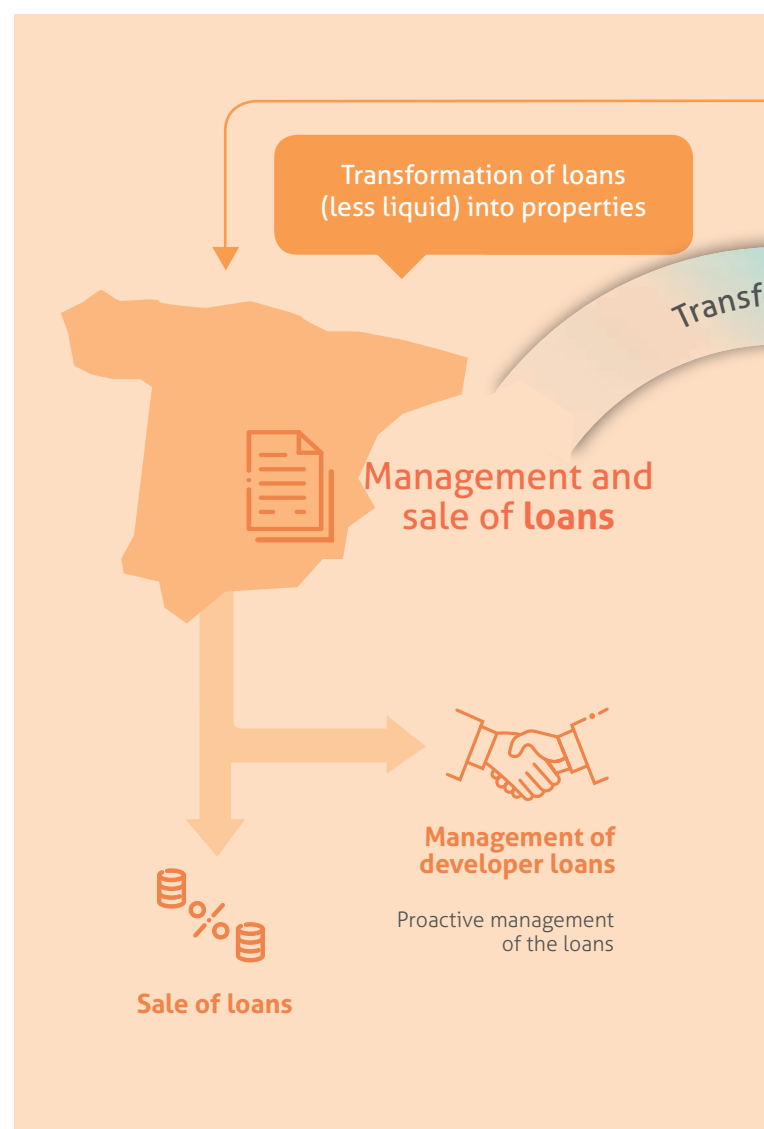 Transformation of loans
(less liquid) into properties
Transf
Management and
sale of loans
Management of
developer loans
Proactive management
of the loans
Sale of loans